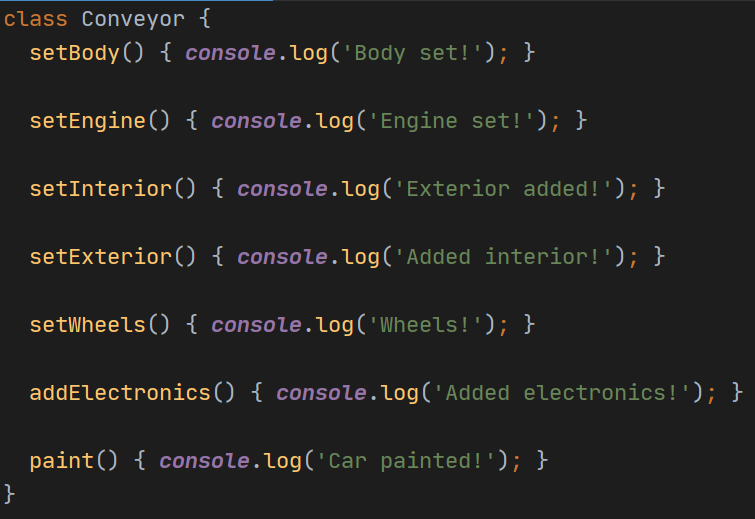 class Conveyor {
  setBody() { console.log('Body set!'); }
  setEngine() { console.log('Engine set!'); }
  setInterior() { console.log('Exterior added!'); }
  setExterior() { console.log('Added interior!'); }
  setWheels() { console.log('Wheels!'); }
  addElectronics() { console.log('Added electronics!'); }
  paint() { console.log('Car painted!'); }
}